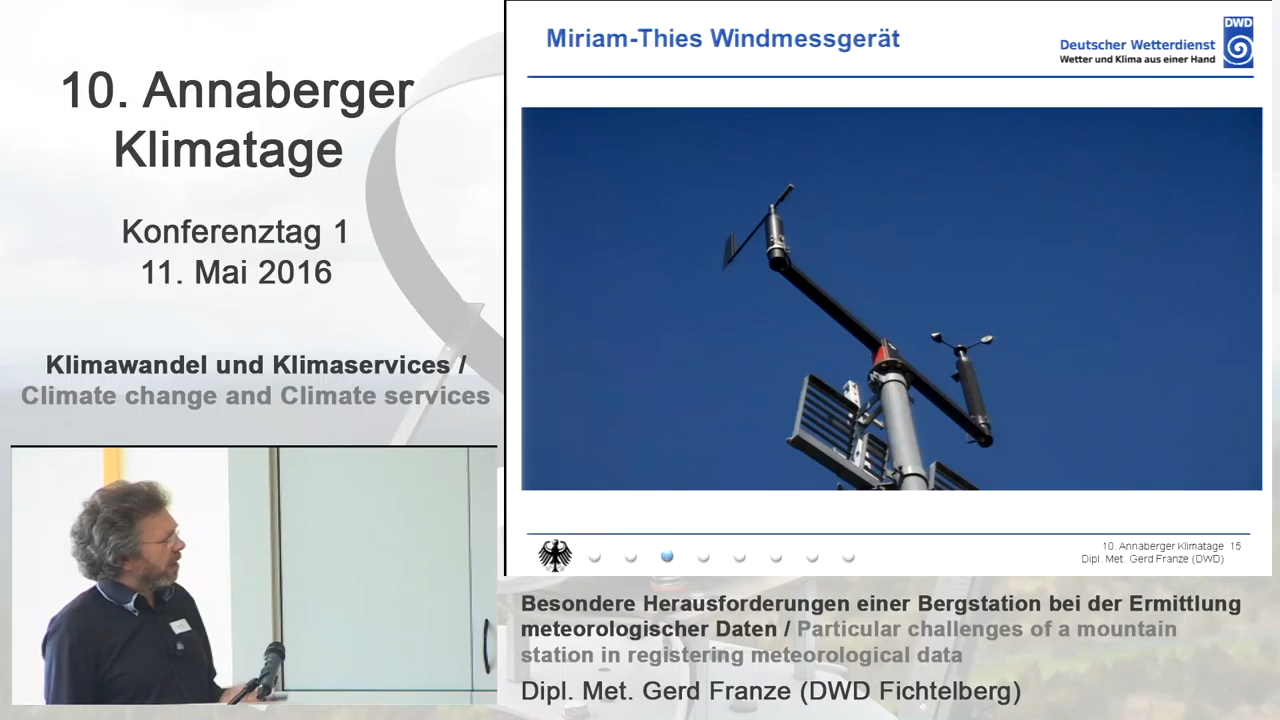 10. Annaberger
Klimatage
Konferenztag 1
11. Mai 2016
Klimawandel und Klimaservices /
Climate change and Climate services
Miriam-Thies Windmessgerät
DWD
Deutscher Wetterdienst
Wetter und Klima aus einer Hand
10. Annaberger Klimatage 15
Dipl. Met. Gerd Franze (DWD)
Besondere Herausforderungen einer Bergstation bei der Ermittlung
meteorologischer Daten / Particular challenges of a mountain
station in registering meteorological data
Dipl. Met. Gerd Franze (DWD Fichtelberg)